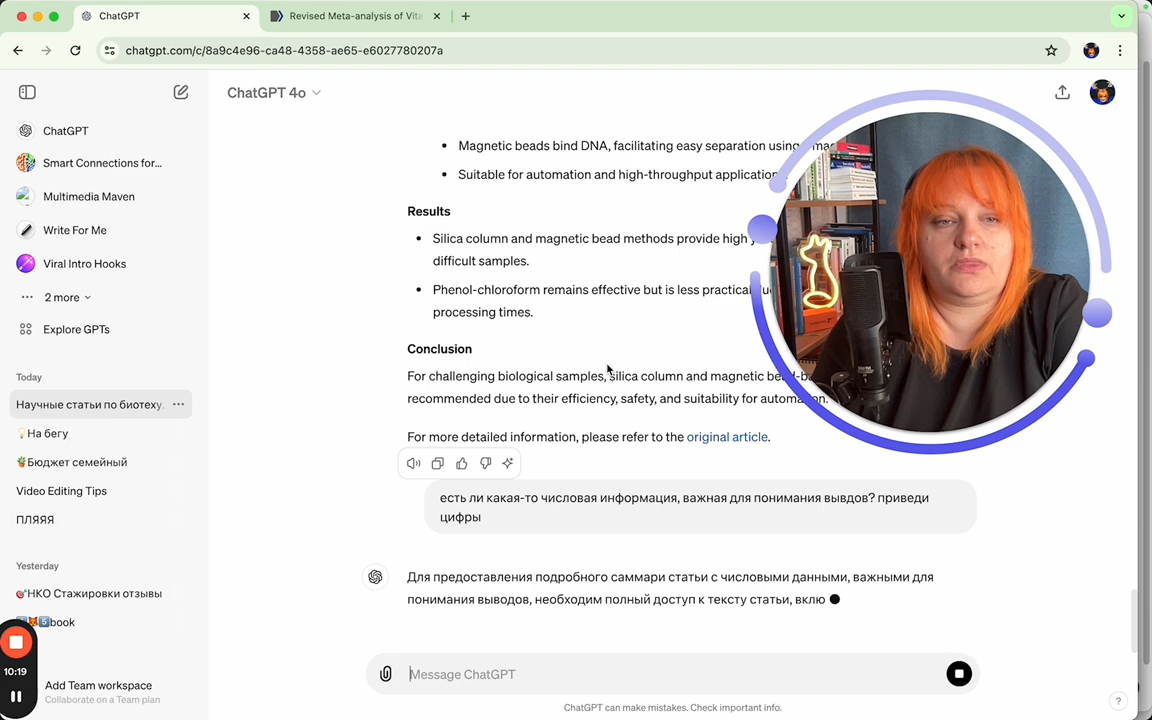 ChatGPT
Revised Meta-analysis of Vita
chatgpt.com/c/8a9c4e96-ca48-4358-ae65-e6027780207a
ChatGPT 4o
ChatGPT
Smart Connections for...
Multimedia Maven
Write For Me
Viral Intro Hooks
2 more
Explore GPTs
Today
Научные статьи по биотеху.
На бегу
Бюджет семейный
Video Editing Tips
ПЛЯЯЯ
Yesterday
НКО Стажировки отзывы
book
10:19
Add Team workspace
Collaborate on a Team plan
Magnetic beads bind DNA, facilitating easy separation using
Suitable for automation and high-throughput application
Results
Silica column and magnetic bead methods provide high
difficult samples.
Phenol-chloroform remains effective but is less practical
processing times.
Conclusion
For challenging biological samples, silica column and magnetic bead-ba
recommended due to their efficiency, safety, and suitability for automation.
For more detailed information, please refer to the original article.
есть ли какая-то числовая информация, важная для понимания вывдов? приведи
цифры
Для предоставления подробного саммари статьи с числовыми данными, важными для
понимания выводов, необходим полный доступ к тексту статьи, вклю
Message ChatGPT
ChatGPT can make mistakes. Check important info.
?